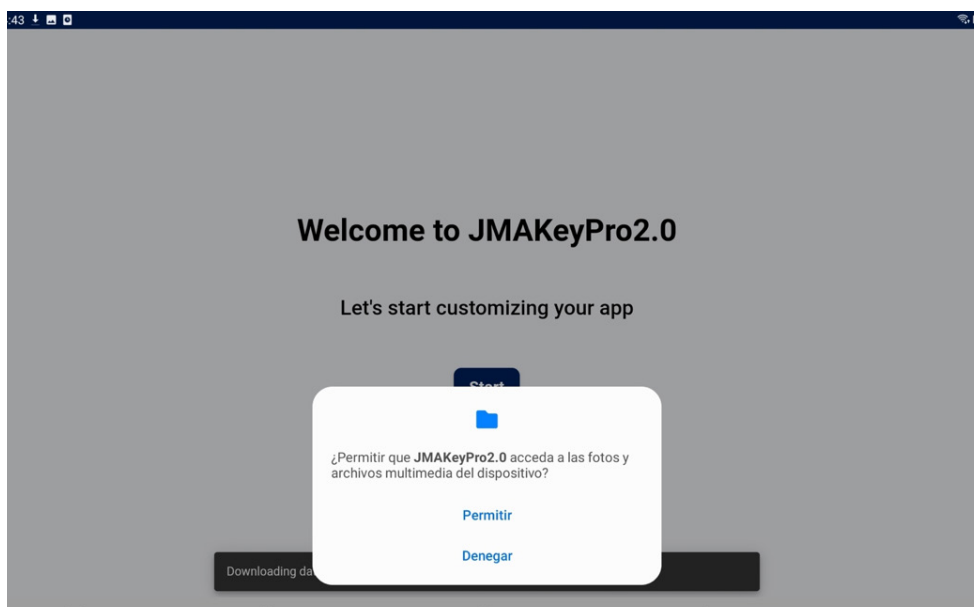 :43
Welcome to JMAKeyPro2.0
Let's start customizing your app
Start
¿Permitir que JMAKeyPro2.0 acceda a las fotos y
archivos multimedia del dispositivo?
Permitir
Denegar
Downloading da